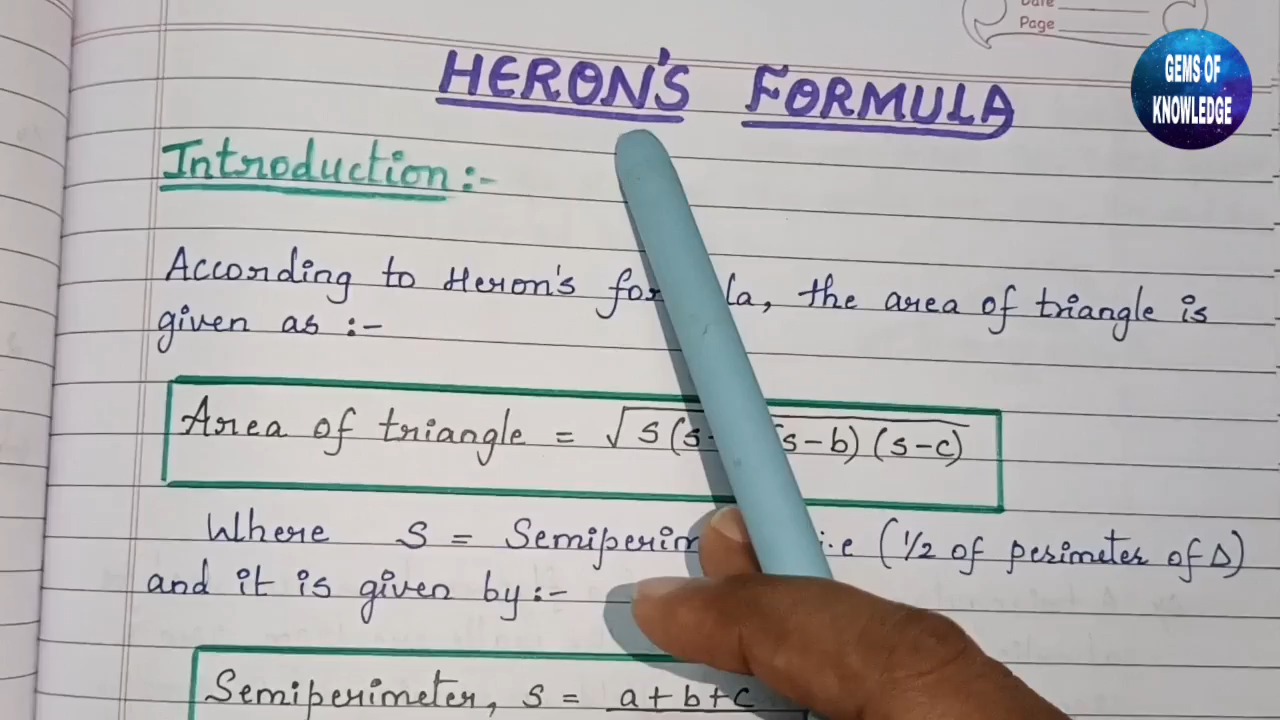 Date
Page
GEMS OF
KNOWLEDGE
HERON'S FORMULA
Introduction :-
According to Heron's for la, the area of triangle is
given as :-
Area of triangle = √s(s- (s-b)(s-c)
Where s = Semiperim i.e (1/2 of perimeter of Δ)
and it is given by :-
Semiperimeter, s = a+b+c